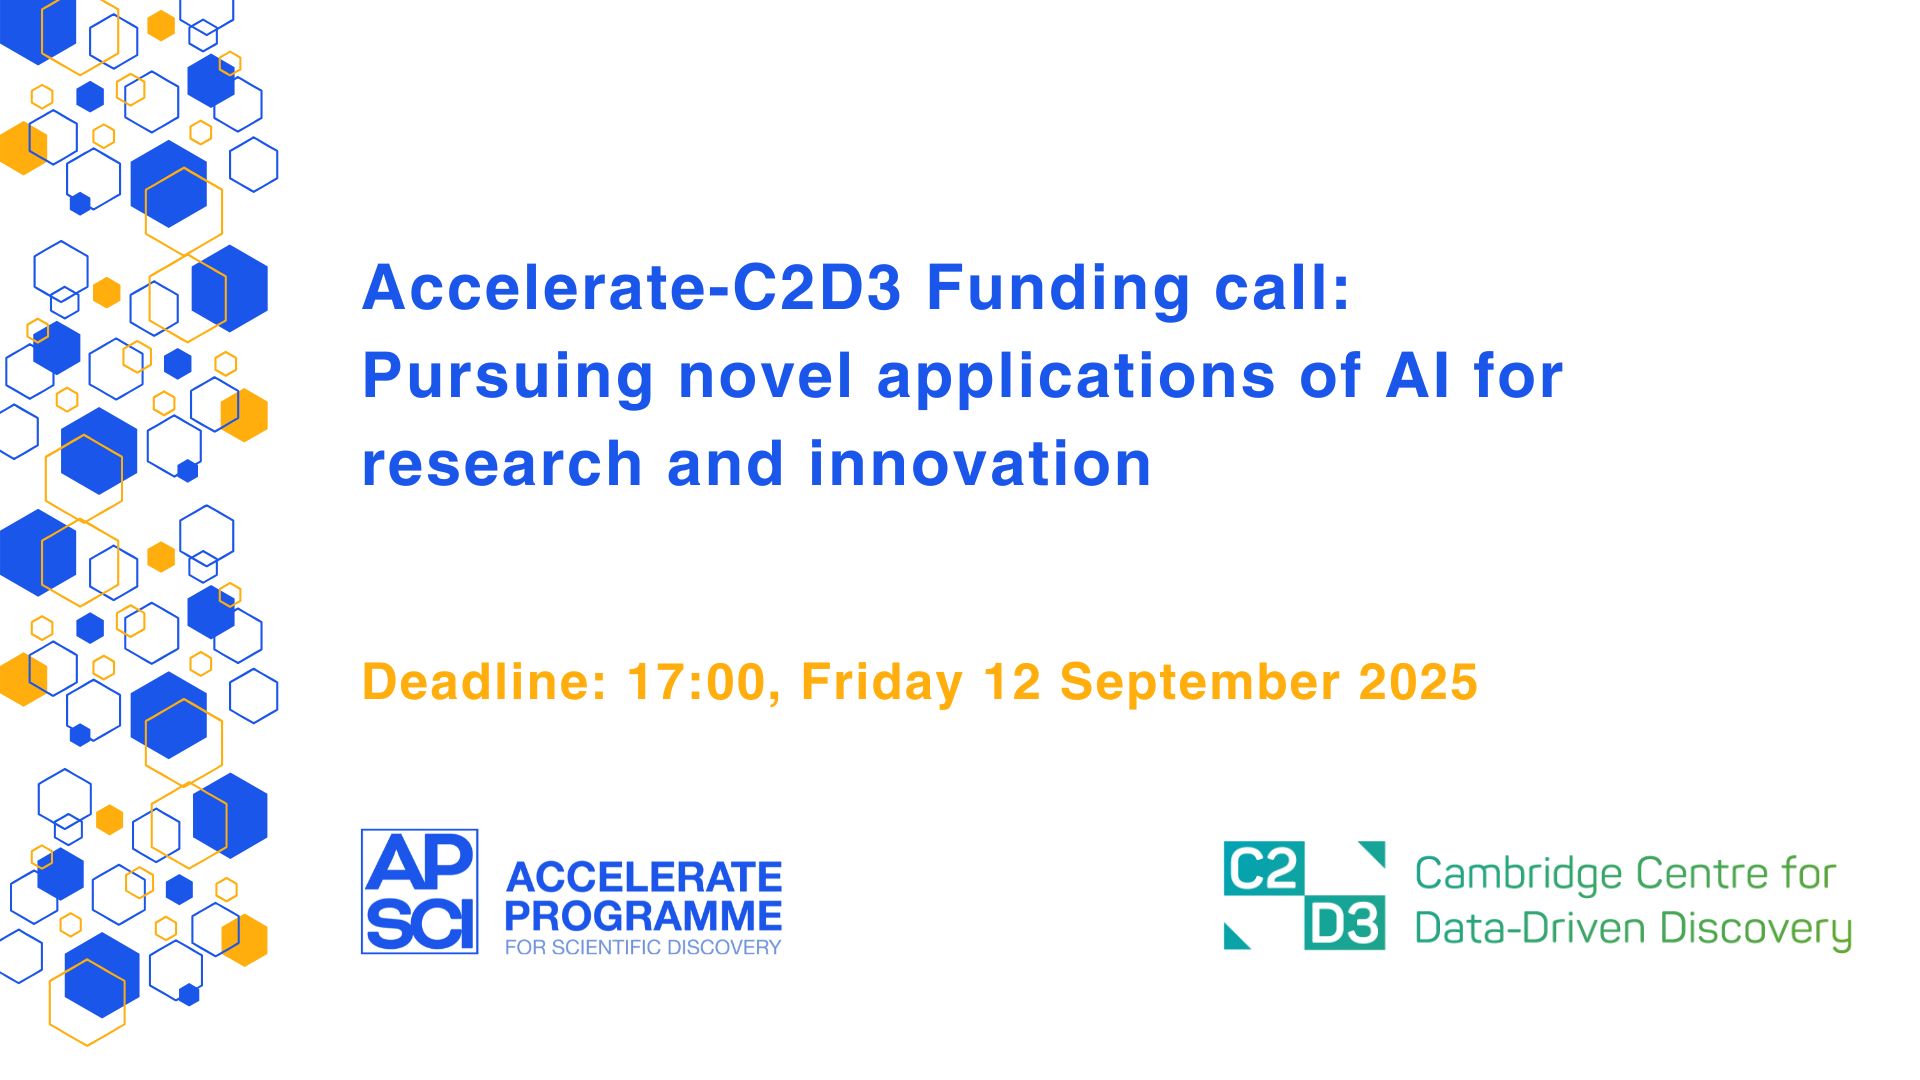 Accelerate-C2D3 Funding call:
Pursuing novel applications of AI for
research and innovation
Deadline: 17:00, Friday 12 September 2025
AP
SCI
ACCELERATE
PROGRAMME
FOR SCIENTIFIC DISCOVERY
C2
D3
Cambridge Centre for
Data-Driven Discovery